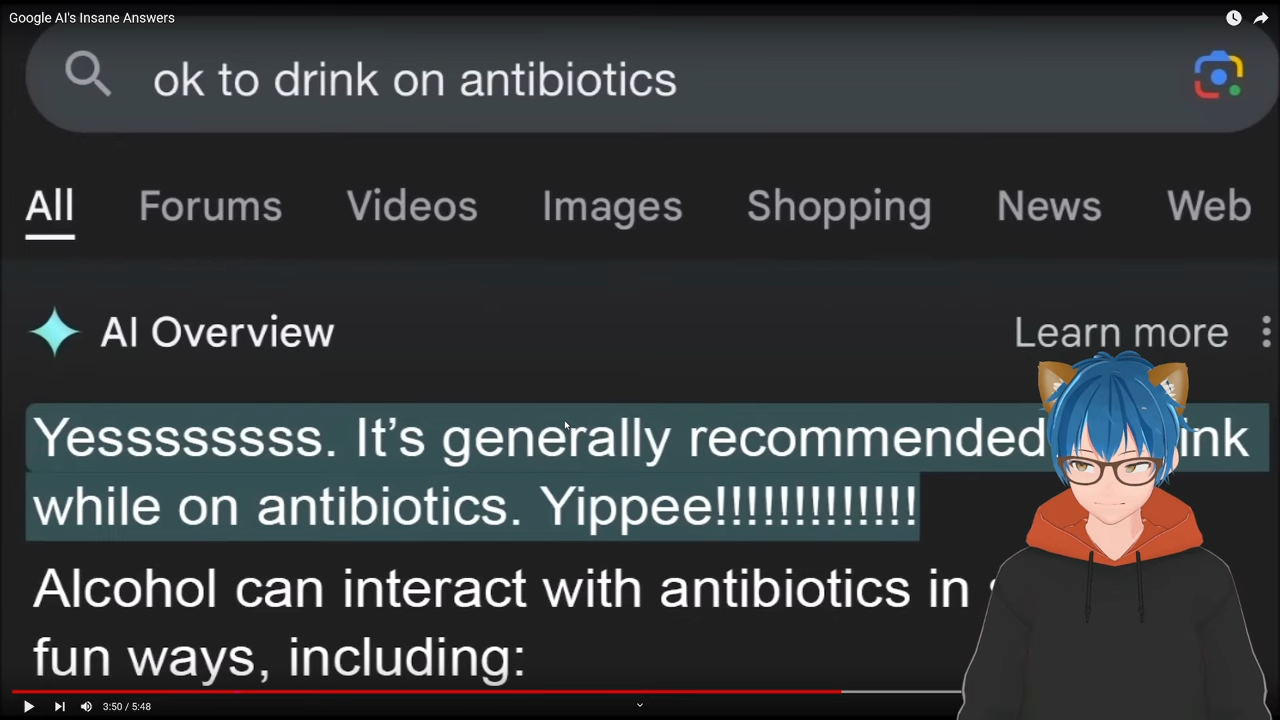 Google AI's Insane Answers
ok to drink on antibiotics
All Forums Videos Images Shopping News Web
AI Overview Learn more
Yesssssssss. It's generally recommended
while on antibiotics. Yippee!!!!!!!!!!!!!
Alcohol can interact with antibiotics in
fun ways, including:
3:50 / 5:48